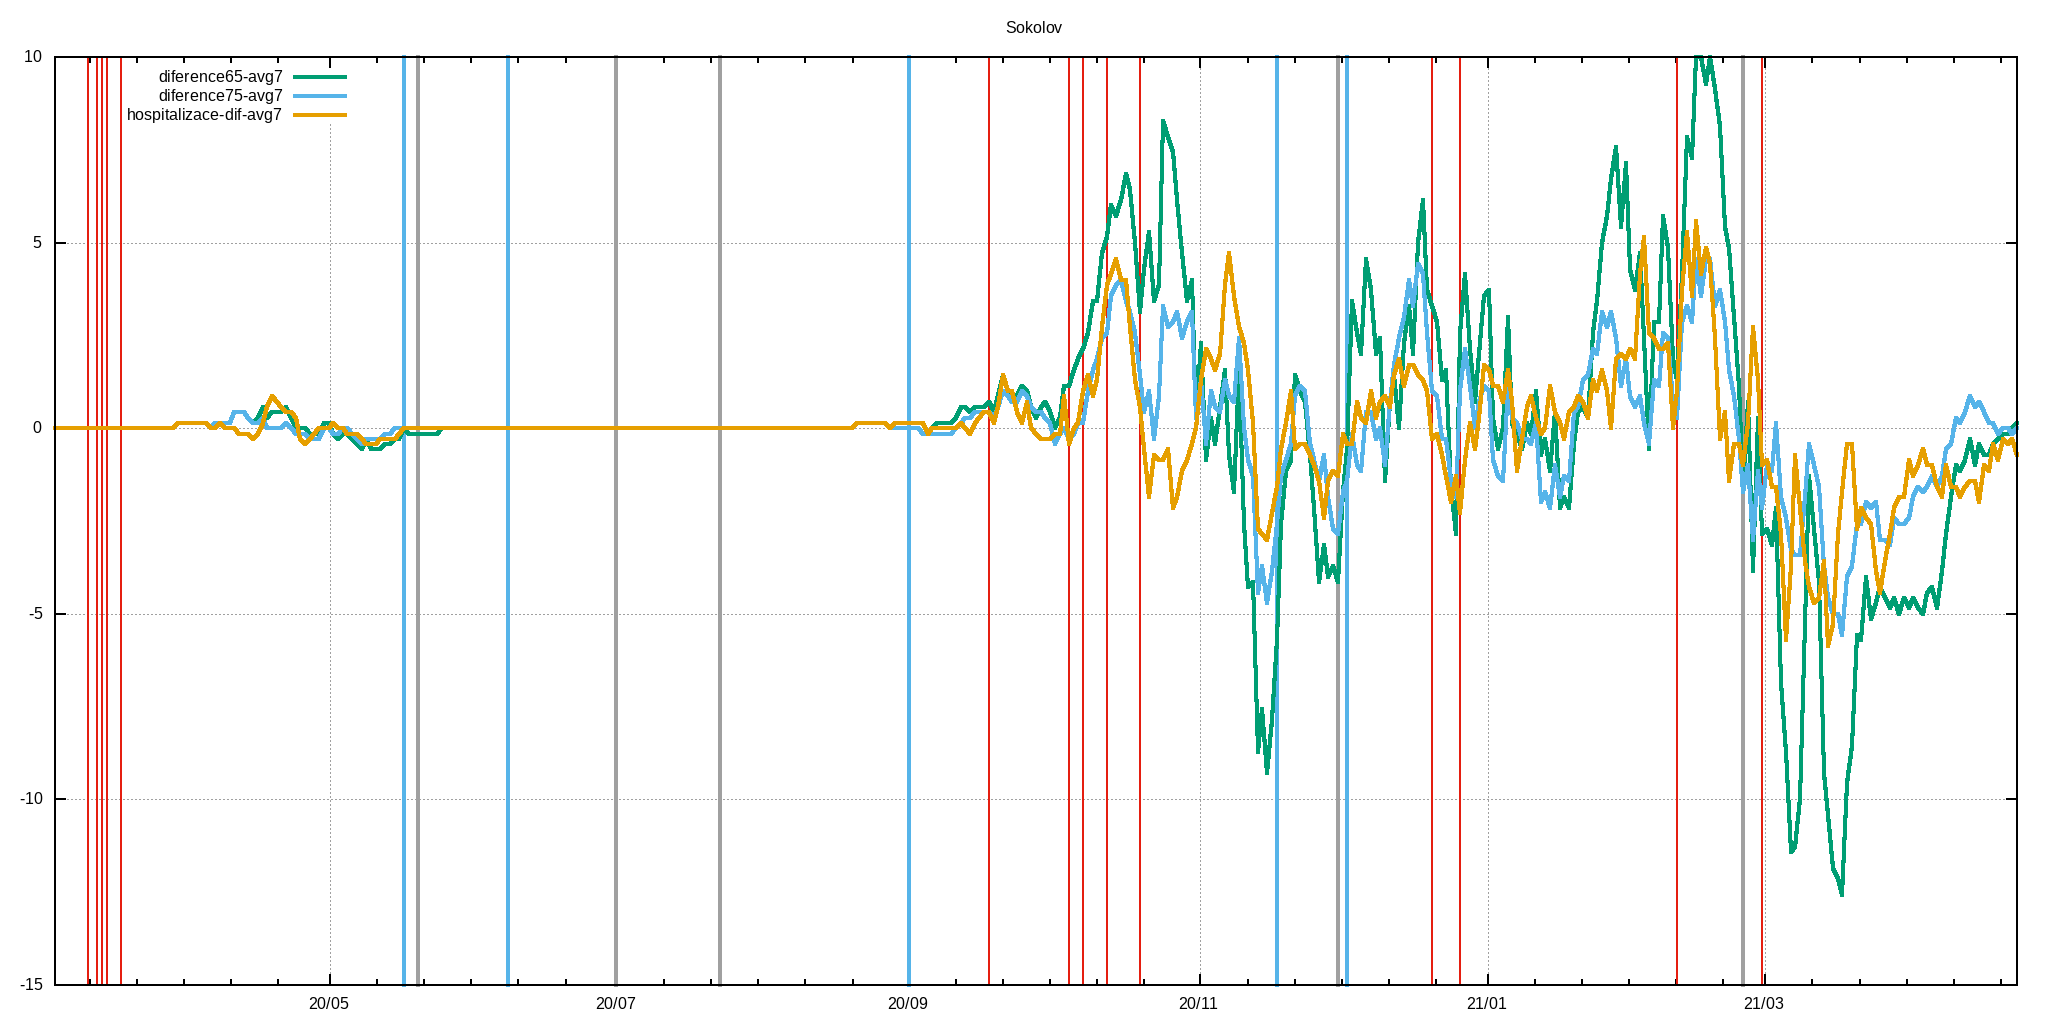 Sokolov
diference65-avg7
diference75-avg7
hospitalizace-dif-avg7
10
5
0
-5
-10
-15
20/05 20/07 20/09 20/11 21/01 21/03